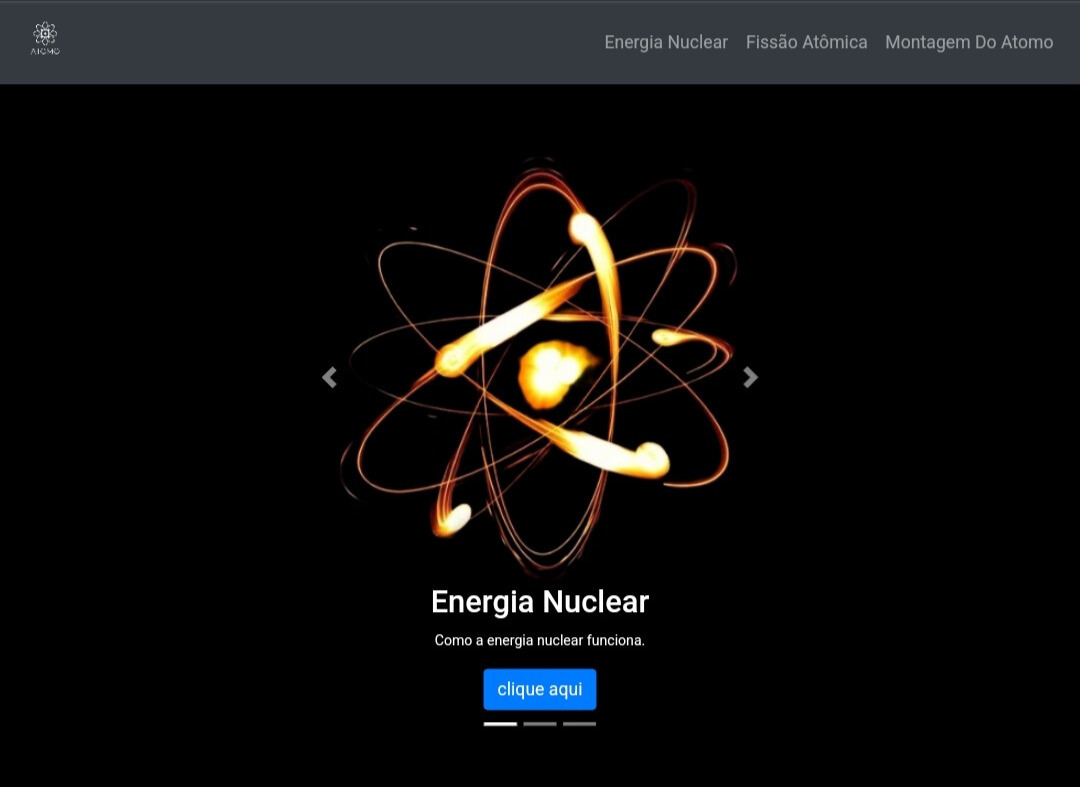 ATOMO
Energia Nuclear Fissão Atômica Montagem Do Atomo
Energia Nuclear
Como a energia nuclear funciona.
clique aqui